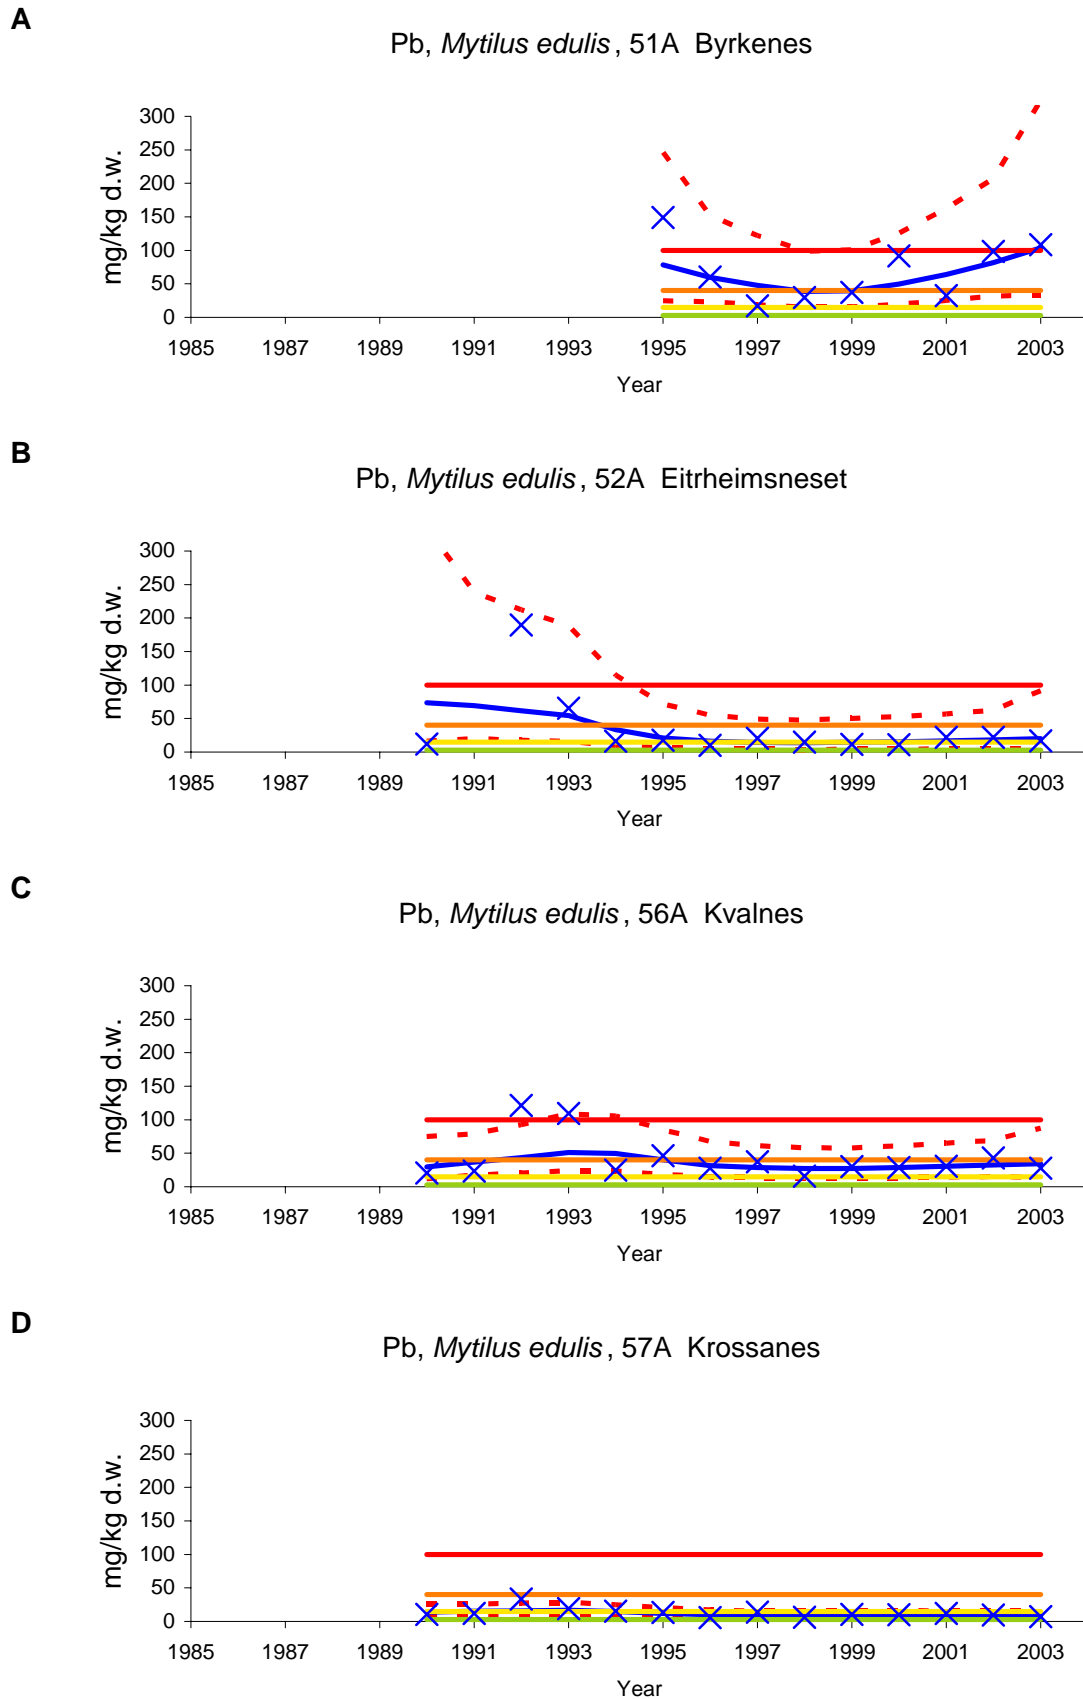 A
Pb, Mytilus edulis, 51A Byrkenes
300
250
200
150
100
50
0
mg/kg d.w.
1985 1987 1989 1991 1993 1995 1997 1999 2001 2003
Year
B
Pb, Mytilus edulis, 52A Eitrheimsneset
300
250
200
150
100
50
0
mg/kg d.w.
1985 1987 1989 1991 1993 1995 1997 1999 2001 2003
Year
C
Pb, Mytilus edulis, 56A Kvalnes
300
250
200
150
100
50
0
mg/kg d.w.
1985 1987 1989 1991 1993 1995 1997 1999 2001 2003
Year
D
Pb, Mytilus edulis, 57A Krossanes
300
250
200
150
100
50
0
mg/kg d.w.
1985 1987 1989 1991 1993 1995 1997 1999 2001 2003
Year